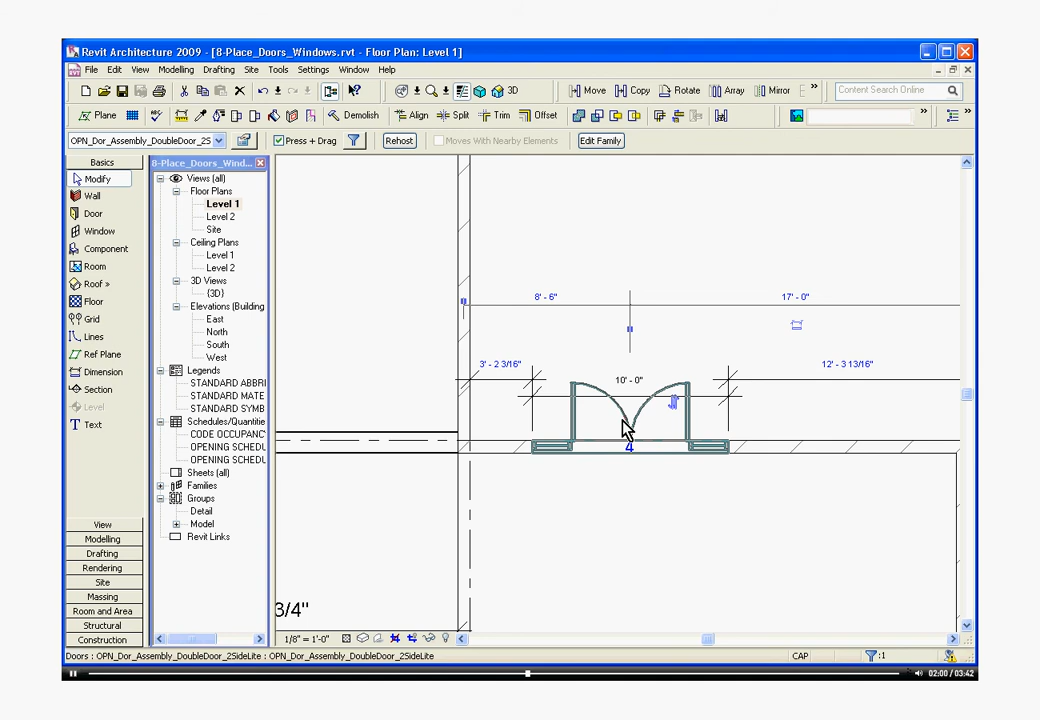 Revit Architecture 2009 - [8-Place_Doors_Windows.rvt - Floor Plan: Level 1]
File Edit View Modelling Drafting Site Tools Settings Window Help
3D Move Copy Rotate Array Mirror » Content Search Online
Plane Demolish Align Split Trim Offset » »
OPN_Dor_Assembly_DoubleDoor_2S Press + Drag Rehost Moves With Nearby Elements Edit Family
Basics
Modify
Wall
Door
Window
Component
Room
Roof »
Floor
Grid
Lines
Ref Plane
Dimension
Section
Level
Text
View
Modelling
Drafting
Rendering
Site
Massing
Room and Area
Structural
Construction
8-Place_Doors_Wind...
Views (all)
Floor Plans
Level 1
Level 2
Site
Ceiling Plans
Level 1
Level 2
3D Views
{3D}
Elevations (Building
East
North
South
West
Legends
STANDARD ABBRI
STANDARD MATE
STANDARD SYMB
Schedules/Quantitie
CODE OCCUPANC
OPENING SCHEDU
OPENING SCHEDU
Sheets (all)
Families
Groups
Detail
Model
Revit Links
8' - 6" 17' - 0"
3' - 2 3/16" 12' - 3 13/16"
10' - 0"
4
3/4"
1/8" = 1'-0"
Doors : OPN_Dor_Assembly_DoubleDoor_2SideLite : OPN_Dor_Assembly_DoubleDoor_2SideLite CAP :1
02:00 / 03:42